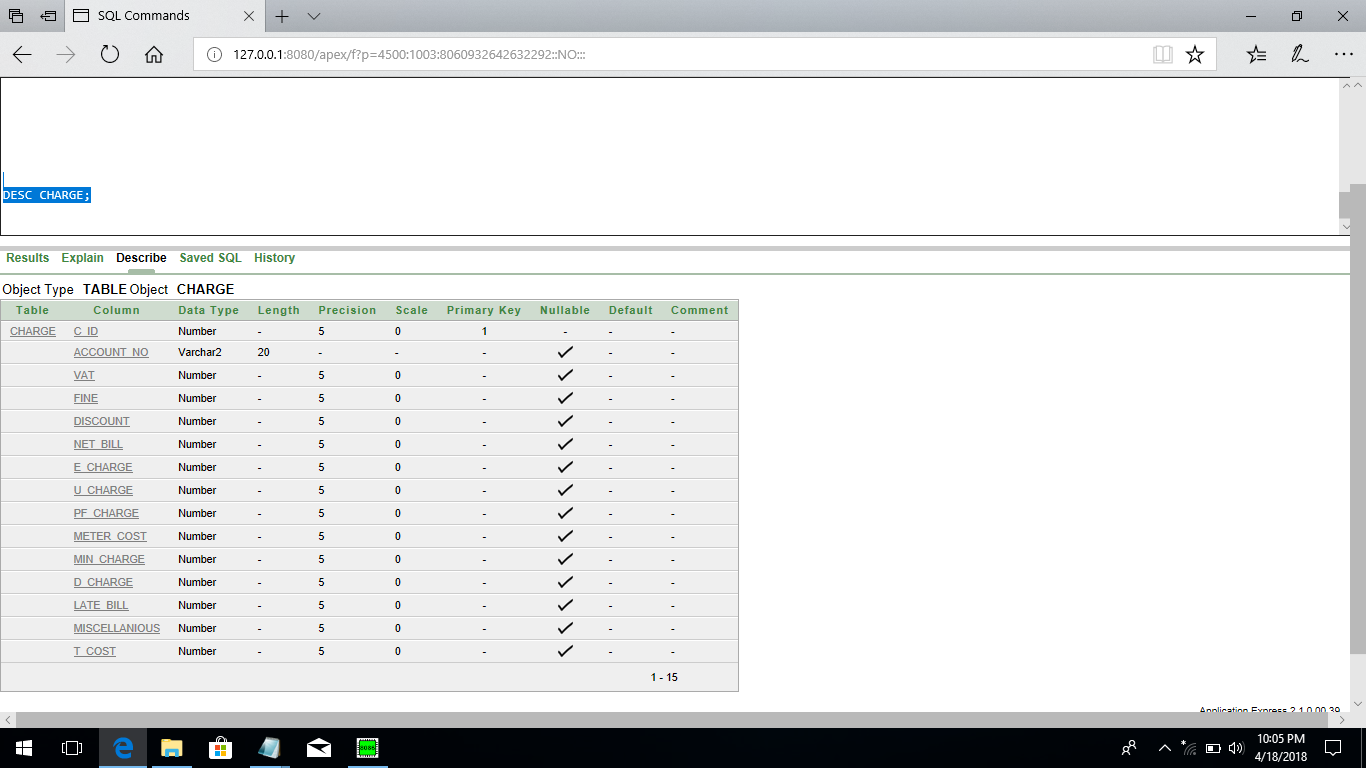 SQL Commands
127.0.0.1:8080/apex/f?p=4500:1003:8060932642632292::NO:::
DESC CHARGE;
Results Explain Describe Saved SQL History
Object Type TABLE Object CHARGE
Table Column Data Type Length Precision Scale Primary Key Nullable Default Comment
CHARGE C_ID Number - 5 0 1 - - -
ACCOUNT_NO Varchar2 20 - - - ✓ - -
VAT Number - 5 0 - ✓ - -
FINE Number - 5 0 - ✓ - -
DISCOUNT Number - 5 0 - ✓ - -
NET_BILL Number - 5 0 - ✓ - -
E_CHARGE Number - 5 0 - ✓ - -
U_CHARGE Number - 5 0 - ✓ - -
PF_CHARGE Number - 5 0 - ✓ - -
METER_COST Number - 5 0 - ✓ - -
MIN_CHARGE Number - 5 0 - ✓ - -
D_CHARGE Number - 5 0 - ✓ - -
LATE_BILL Number - 5 0 - ✓ - -
MISCELLANIOUS Number - 5 0 - ✓ - -
T_COST Number - 5 0 - ✓ - -
1 - 15
Application Express 2.1.0.00.39
8086
10:05 PM
4/18/2018